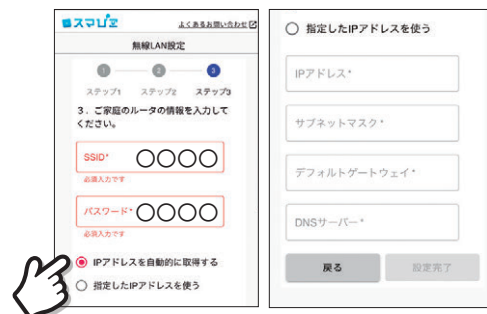 スマリモ
よくあるお問い合わせ
無線LAN設定
1 2 3
ステップ1 ステップ2 ステップ3
3. ご家庭のルータの情報を入力して
ください。
SSID* 〇〇〇〇
必須入力です
パスワード* 〇〇〇〇
必須入力です
IPアドレスを自動的に取得する
指定したIPアドレスを使う
指定したIPアドレスを使う
IPアドレス*
サブネットマスク*
デフォルトゲートウェイ*
DNSサーバー*
戻る 設定完了